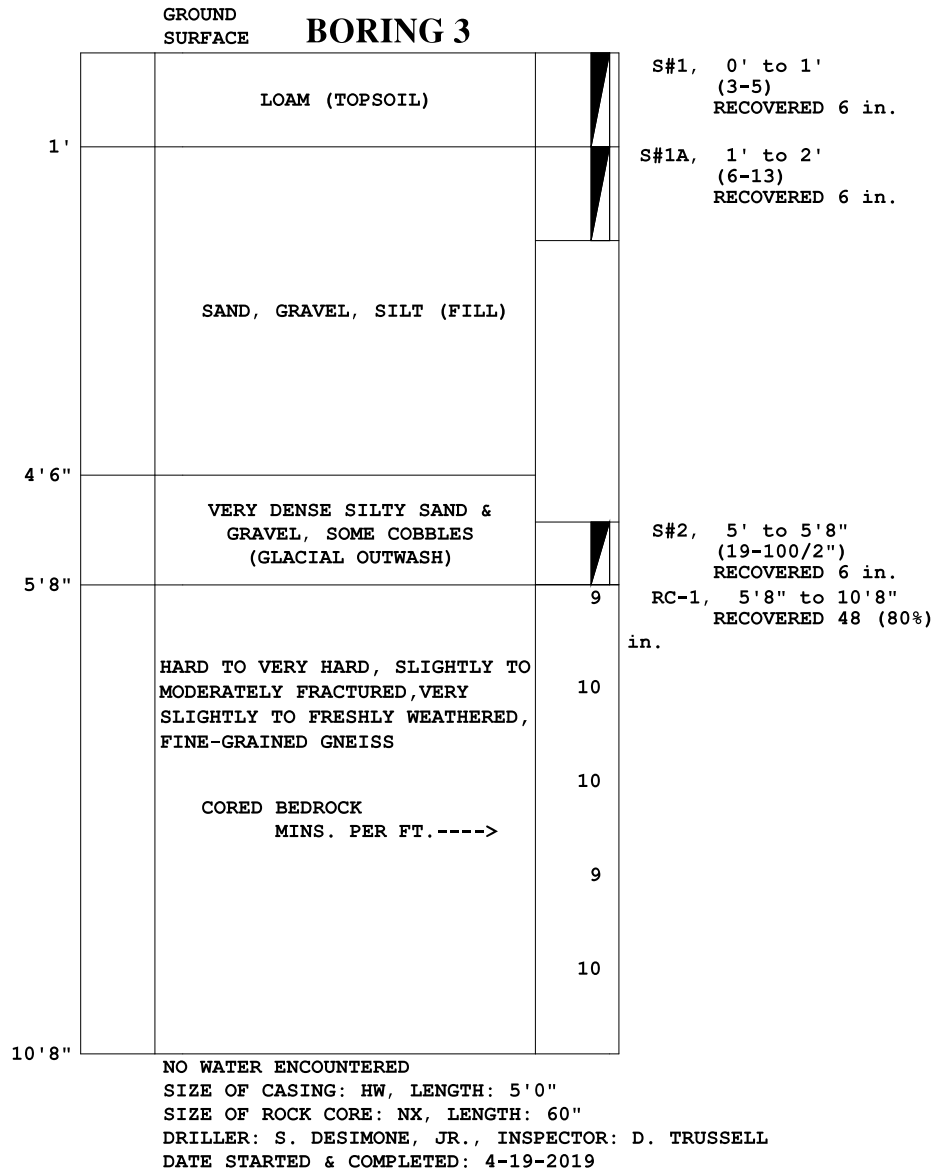 GROUND
SURFACE
BORING 3
LOAM (TOPSOIL)
S#1, 0' to 1'
(3-5)
RECOVERED 6 in.
1'
S#1A, 1' to 2'
(6-13)
RECOVERED 6 in.
SAND, GRAVEL, SILT (FILL)
4'6"
VERY DENSE SILTY SAND &
GRAVEL, SOME COBBLES
(GLACIAL OUTWASH)
S#2, 5' to 5'8"
(19-100/2")
RECOVERED 6 in.
5'8"
9
RC-1, 5'8" to 10'8"
RECOVERED 48 (80%)
in.
HARD TO VERY HARD, SLIGHTLY TO
MODERATELY FRACTURED,VERY
SLIGHTLY TO FRESHLY WEATHERED,
FINE-GRAINED GNEISS
10
10
CORED BEDROCK
MINS. PER FT.---->
9
10
10'8"
NO WATER ENCOUNTERED
SIZE OF CASING: HW, LENGTH: 5'0"
SIZE OF ROCK CORE: NX, LENGTH: 60"
DRILLER: S. DESIMONE, JR., INSPECTOR: D. TRUSSELL
DATE STARTED & COMPLETED: 4-19-2019